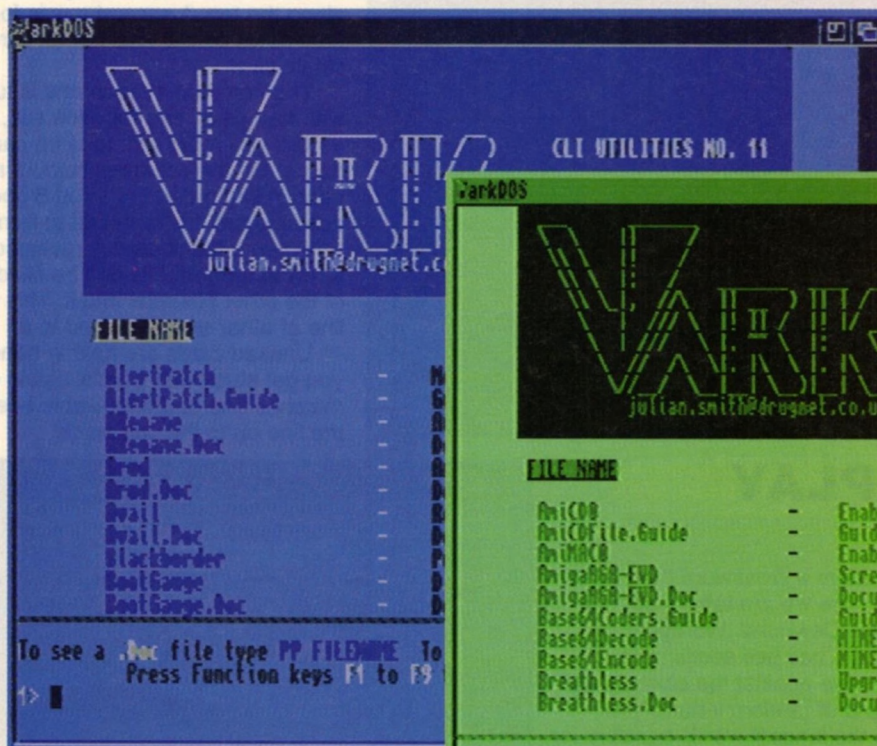 VarkDOS
VARK
CLI UTILITIES NO. 11
julian.smith@drugnet.co
FILE NAME
AlertPatch -
AlertPatch.Guide -
ARename -
ARename.Doc -
Arod -
Arod.Doc -
Avail -
Avail.Doc -
Blackborder -
BootGauge -
BootGauge.Doc -
To see a .Doc file type PP FILENAME To
Press Function keys F1 to F9
1>
VarkDOS
VARK
julian.smith@drugnet.co.u
FILE NAME
AmiCDB - Enab
AmiCDFile.Guide - Guid
AmiMACB - Enab
AmigaAGA-EVD - Scre
AmigaAGA-EVD.Doc - Docu
Base64Coders.Guide - Guid
Base64Decode - MIME
Base64Encode - MIME
Breathless - Upgr
Breathless.Doc - Docu